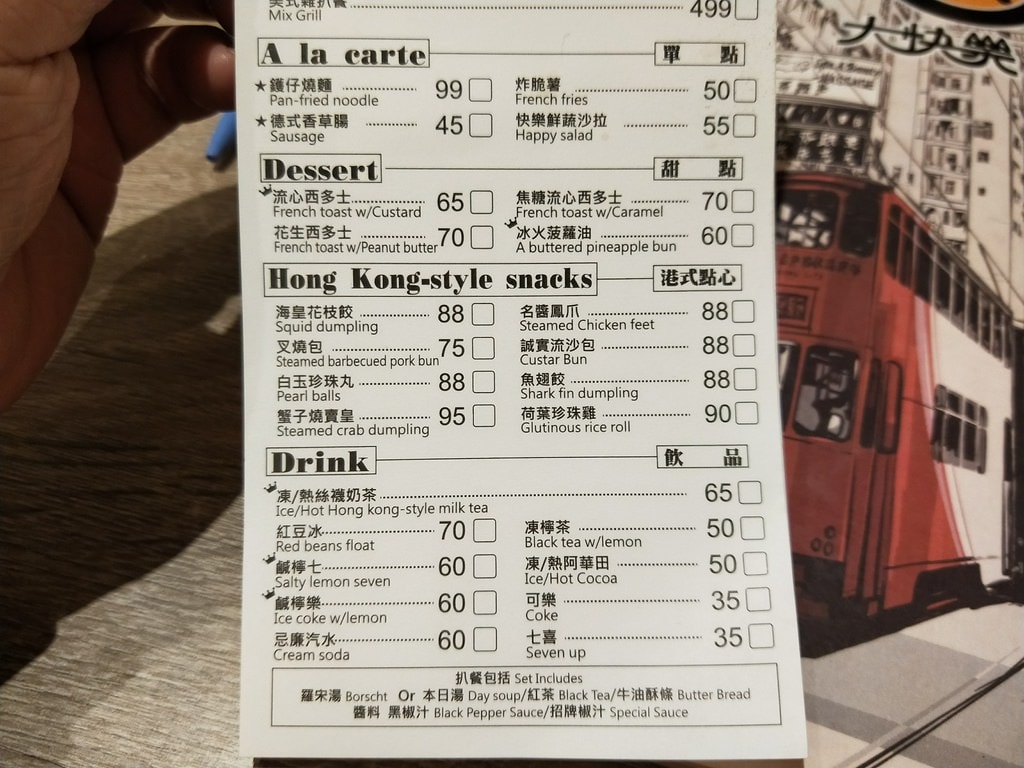 Mix Grill 499
A la carte 單 點
★鑊仔燒麵 99 炸脆薯 50
Pan-fried noodle French fries
★德式香草腸 45 快樂鮮蔬沙拉 55
Sausage Happy salad
Dessert 甜 點
流心西多士 65 焦糖流心西多士 70
French toast w/Custard French toast w/Caramel
花生西多士 70 冰火菠蘿油 60
French toast w/Peanut butter A buttered pineapple bun
Hong Kong-style snacks 港式點心
海皇花枝餃 88 名醬鳳爪 88
Squid dumpling Steamed Chicken feet
叉燒包 75 誠實流沙包 88
Steamed barbecued pork bun Custar Bun
白玉珍珠丸 88 魚翅餃 88
Pearl balls Shark fin dumpling
蟹子燒賣皇 95 荷葉珍珠雞 90
Steamed crab dumpling Glutinous rice roll
Drink 飲 品
凍/熱絲襪奶茶 65
Ice/Hot Hong kong-style milk tea
紅豆冰 70 凍檸茶 50
Red beans float Black tea w/lemon
鹹檸七 60 凍/熱阿華田 50
Salty lemon seven Ice/Hot Cocoa
鹹檸樂 60 可樂 35
Ice coke w/lemon Coke
忌廉汽水 60 七喜 35
Cream soda Seven up
扒餐包括 Set Includes
羅宋湯 Borscht Or 本日湯 Day soup/紅茶 Black Tea/牛油酥條 Butter Bread
醬料 黑椒汁 Black Pepper Sauce/招牌椒汁 Special Sauce
大快樂